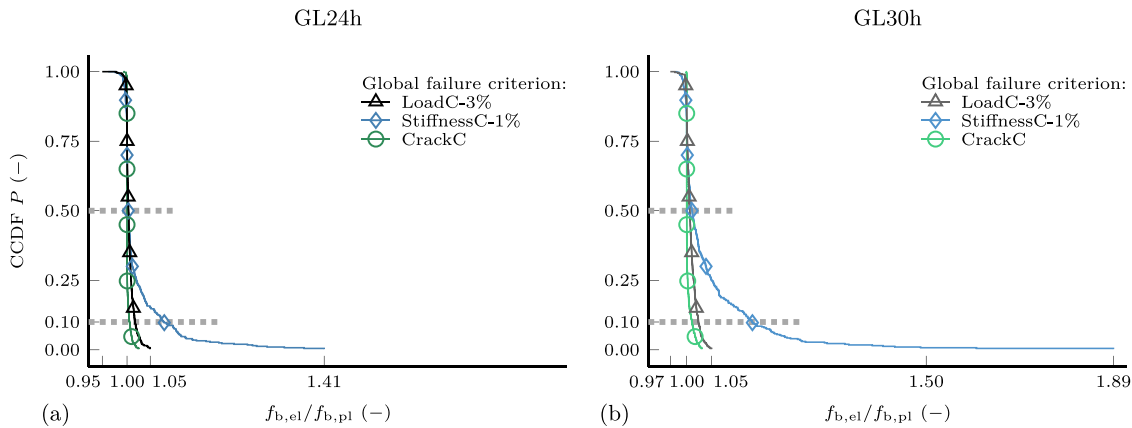 GL24h
CCDF P (−)
1.00
0.75
0.50
0.25
0.10
0.00
Global failure criterion:
LoadC-3%
StiffnessC-1%
CrackC
0.95 1.00 1.05 1.41
(a)
f_b,el/f_b,pl (−)
GL30h
1.00
0.75
0.50
0.25
0.10
0.00
Global failure criterion:
LoadC-3%
StiffnessC-1%
CrackC
0.97 1.00 1.05 1.50 1.89
(b)
f_b,el/f_b,pl (−)